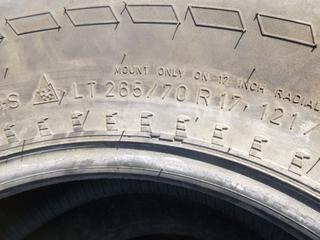 MOUNT ONLY ON 17 INCH RADIAL
+S LT 265/70 R 17, 121/